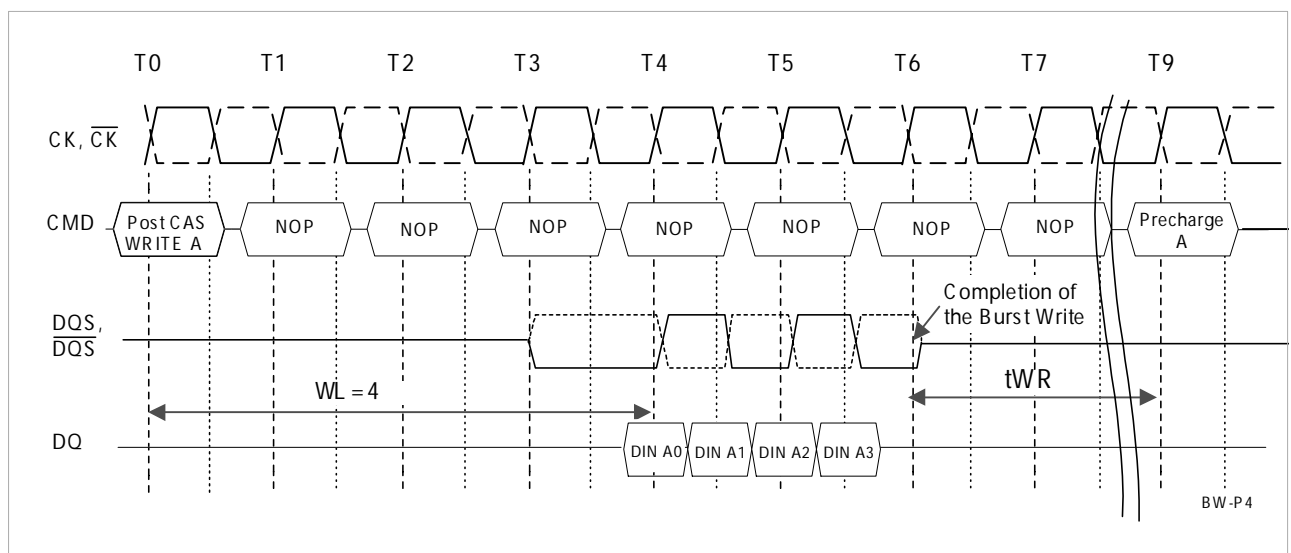 T0 T1 T2 T3 T4 T5 T6 T7 T9
CK, CK
CMD Post CAS WRITE A NOP NOP NOP NOP NOP NOP NOP Precharge A
Completion of
the Burst Write
DQS,
DQS
WL = 4 tWR
DQ DIN A0 DIN A1 DIN A2 DIN A3
BW-P4